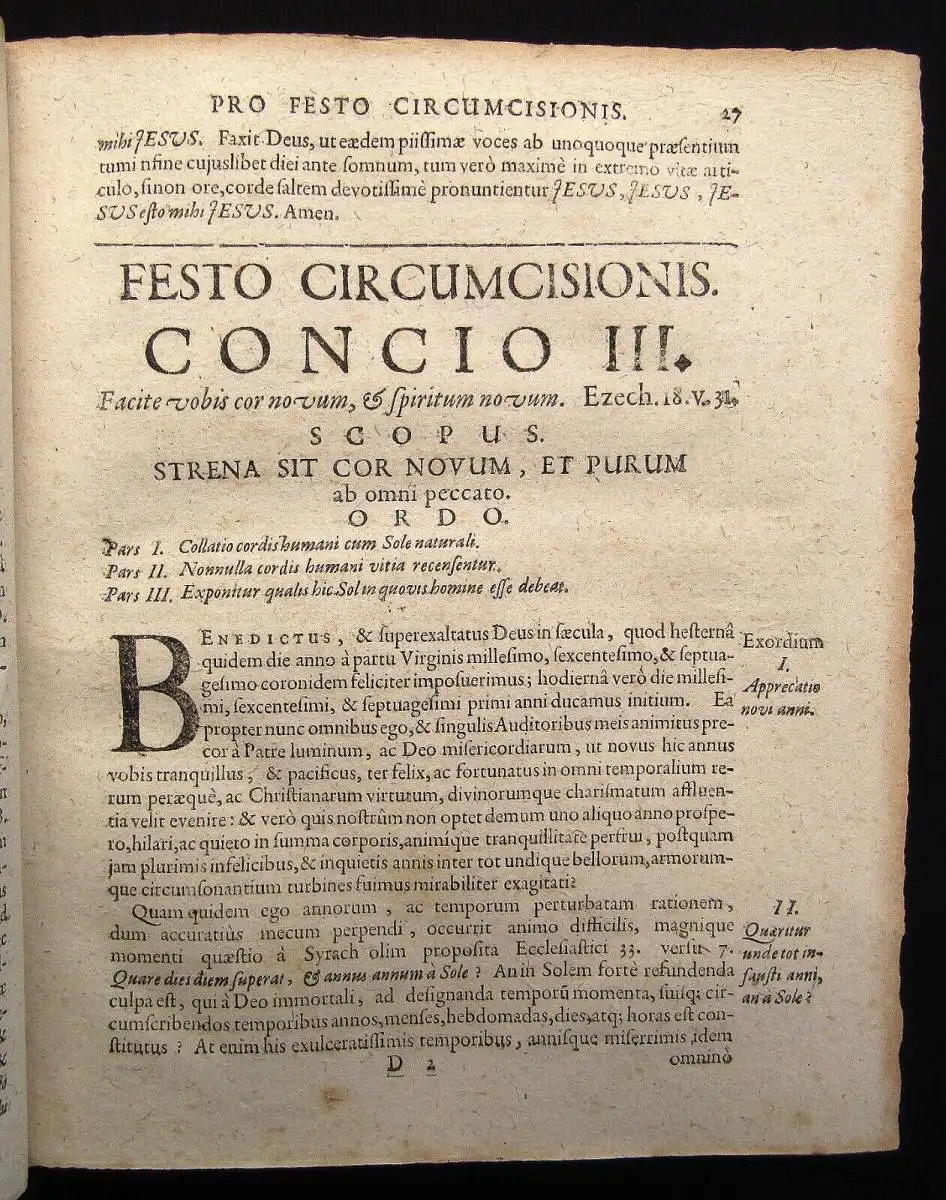 PRO FESTO CIRCUMCISIONIS. 27
mihi JESUS. Faxit Deus, ut eædem piissimæ voces ab unoquoque præsentium
tum i nfine cujuslibet diei ante somnum, tum verò maximè in extremo vitæ arti-
culo, sinon ore, corde saltem devotissimè pronuntientur JESUS, JESUS, JE-
SUS esto mihi JESUS. Amen.
FESTO CIRCUMCISIONIS.
CONCIO III.
Facite vobis cor novum, & spiritum novum. Ezech. 18. v. 31.
SCOPUS.
STRENA SIT COR NOVUM, ET PURUM
ab omni peccato.
ORDO.
Pars I. Collatio cordis humani cum Sole naturali.
Pars II. Nonnulla cordis humani vitia recensentur.
Pars III. Exponitur qualis hic Sol in quovis homine esse debeat.
BENEDICTUS, & superexaltatus Deus in sæcula, quod hesternâ
quidem die anno à partu Virginis millesimo, sexcentesimo, & septua-
gesimo coronidem feliciter imposuerimus; hodiernâ verò die millesi-
mi, sexcentesimi, & septuagesimi primi anni ducamus initium. Ea
propter nunc omnibus ego, & singulis Auditoribus meis animitus pre-
cor à Patre luminum, ac Deo misericordiarum, ut novus hic annus
vobis tranquillus, & pacificus, ter felix, ac fortunatus in omni temporalium re-
rum peræquè, ac Christianarum virtutum, divinorumque charismatum affluen-
tia velit evenire: & verò quis nostrûm non optet demum uno aliquo anno prospe-
ro, hilari, ac quieto in summa corporis, animique tranquillitate perfrui, postquam
jam plurimis infelicibus, & inquietis annis inter tot undique bellorum, armorum-
que circumsonantium turbines fuimus mirabiliter exagitati?
Exordium
I.
Apprecatio
novi anni.
Quam quidem ego annorum, ac temporum perturbatam rationem,
dum accuratiùs mecum perpendi, occurrit animo difficilis, magnique
momenti quæstio à Syrach olim proposita Ecclesiastici 33. versu 7.
Quare dies diem superat, & annus annum à Sole? An in Solem fortè refundenda
culpa est, qui à Deo immortali, ad designanda temporū momenta, suisq; cir-
cumscribendos temporibus annos, menses, hebdomadas, dies, atq; horas est con-
stitutus? At enim his exulceratissimis temporibus, annisque miserrimis idem
II.
Quæritur
unde tot in-
fausti anni,
an à Sole?
D 2 omninò